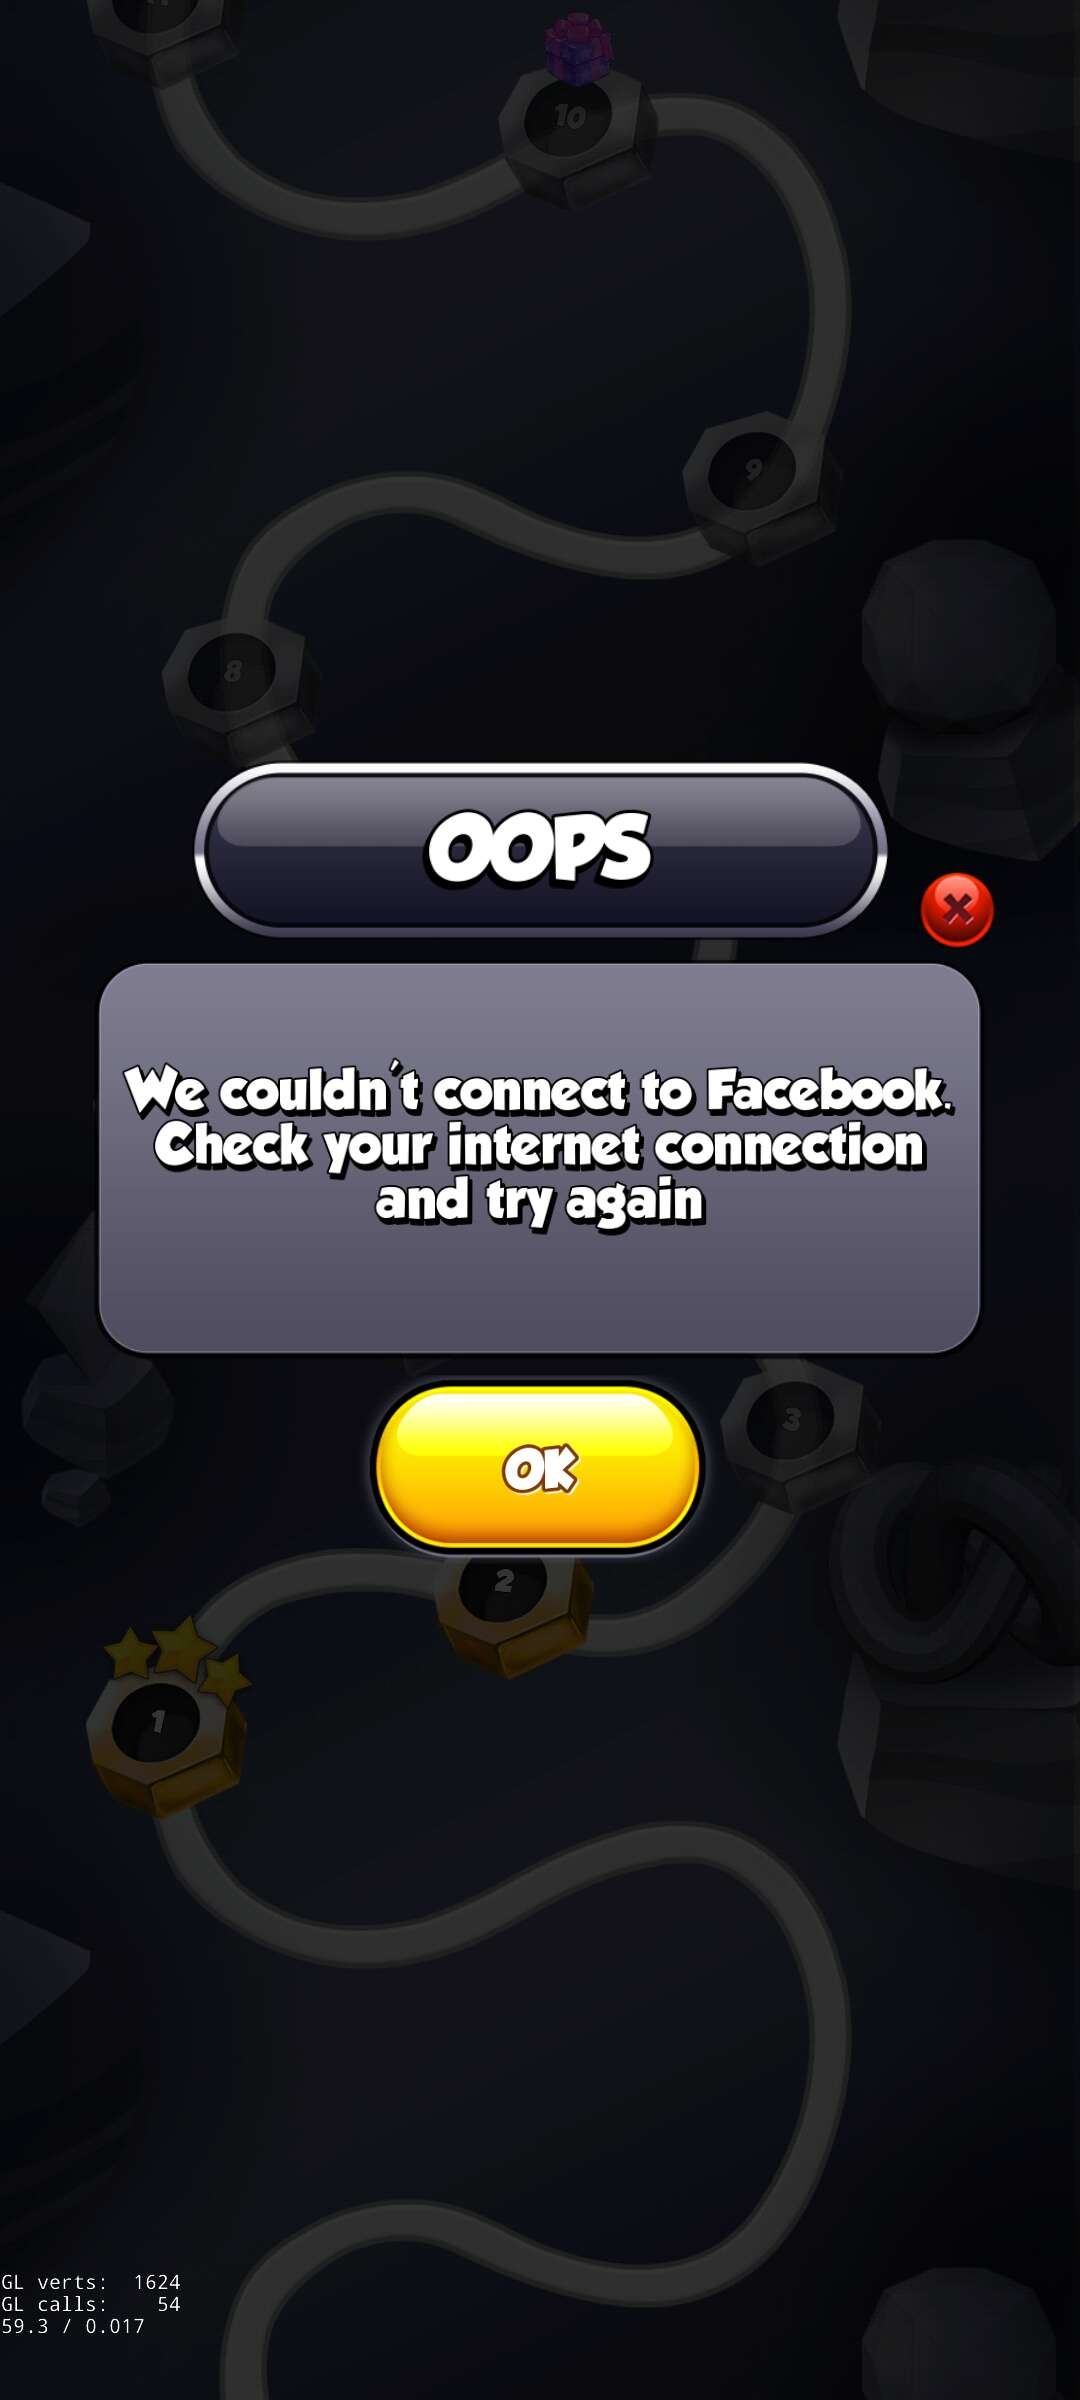 10
9
8
OOPS
We couldn't connect to Facebook.
Check your internet connection
and try again
3
OK
2
1
GL verts: 1624
GL calls: 54
59.3 / 0.017